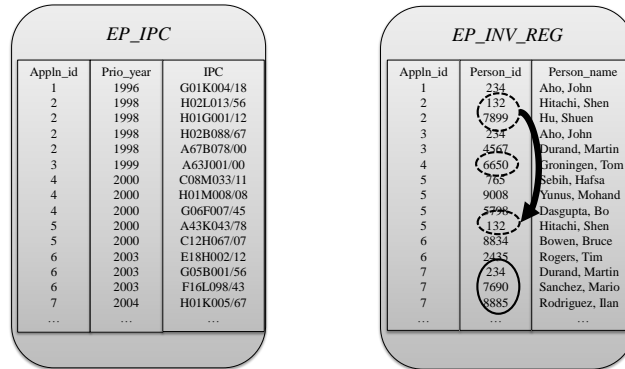 EP_IPC
Appln_id Prio_year IPC
1 1996 G01K004/18
2 1998 H02L013/56
2 1998 H01G001/12
2 1998 H02B088/67
2 1998 A67B078/00
3 1999 A63J001/00
4 2000 C08M033/11
4 2000 H01M008/08
4 2000 G06F007/45
5 2000 A43K043/78
5 2000 C12H067/07
6 2003 E18H002/12
6 2003 G05B001/56
6 2003 F16L098/43
7 2004 H01K005/67
… … …
EP_INV_REG
Appln_id Person_id Person_name
1 234 Aho, John
2 132 Hitachi, Shen
2 7899 Hu, Shuen
3 234 Aho, John
3 4567 Durand, Martin
4 6650 Groningen, Tom
5 765 Sebih, Hafsa
5 9008 Yunus, Mohand
5 5798 Dasgupta, Bo
5 132 Hitachi, Shen
6 8834 Bowen, Bruce
6 2435 Rogers, Tim
7 234 Durand, Martin
7 7690 Sanchez, Mario
7 8885 Rodriguez, Ilan
… … …